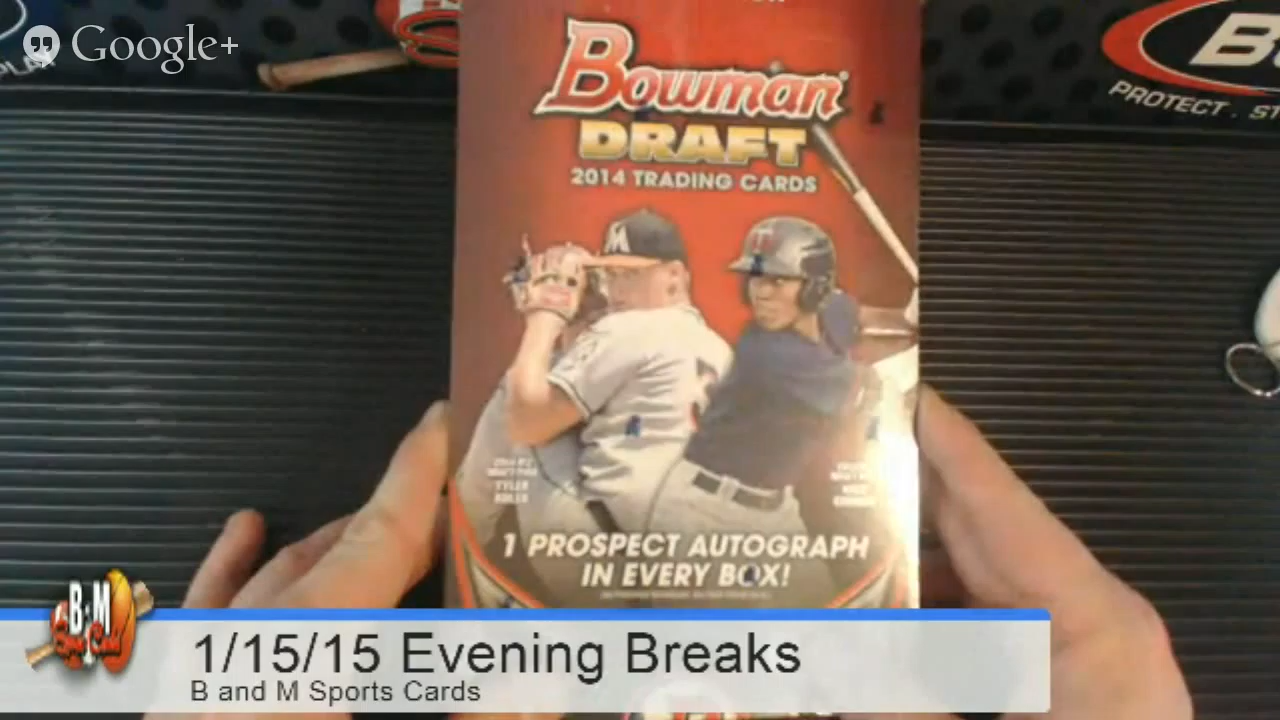 Google+
Bowman
DRAFT
2014 TRADING CARDS
M
T
TYLER
1 PROSPECT AUTOGRAPH
IN EVERY BOX!
PROTECT . ST
B M
1/15/15 Evening Breaks
B and M Sports Cards